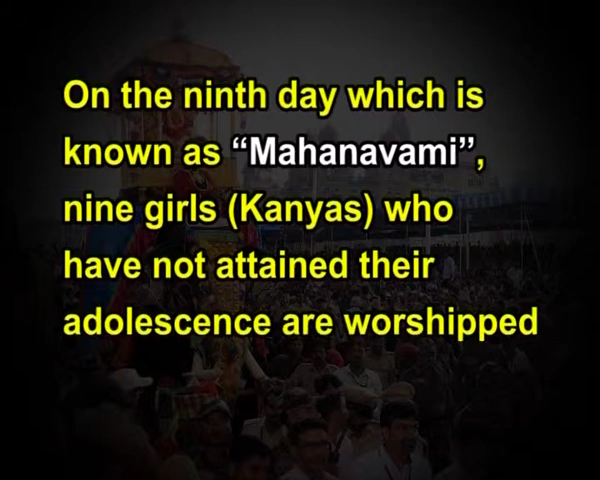 On the ninth day which is
known as “Mahanavami”,
nine girls (Kanyas) who
have not attained their
adolescence are worshipped